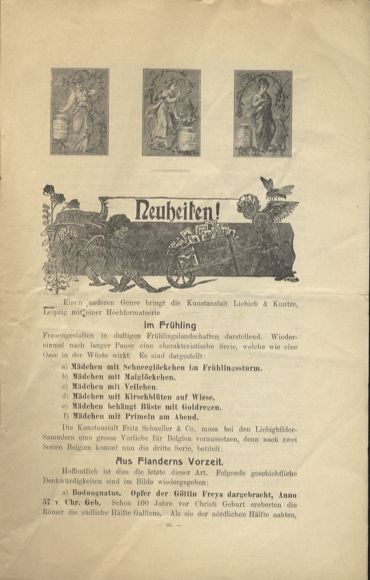 Neuheiten!
Einen anderen Genre bringt die Kunstanstalt Liebich & Kuntze,
Leipzig mit einer Hochformatserie
Im Frühling
Frauengestalten in duftigen Frühlingslandschaften darstellend. Wieder-
einmal nach langer Pause eine charakteristische Serie, welche wie eine
Oase in der Wüste wirkt. Es sind dargestellt:
a) Mädchen mit Schneeglöckchen im Frühlingssturm.
b) Mädchen mit Maiglöckchen.
c) Mädchen mit Veilchen.
d) Mädchen mit Kirschblüten auf Wiese.
e) Mädchen behängt Büste mit Goldregen.
f) Mädchen mit Primeln am Abend.
Die Kunstanstalt Fritz Schneller & Co. muss bei den Liebigbilder-
Sammlern eine grosse Vorliebe für Belgien voraussetzen, denn nach zwei
Serien Belgien kommt nun die dritte Serie, betitelt:
Aus Flanderns Vorzeit.
Hoffentlich ist dies die letzte dieser Art. Folgende geschichtliche
Denkwürdigkeiten sind im Bilde wiedergegeben:
a) Boduognatus, Opfer der Göttin Freya dargebracht, Anno
57 v. Chr. Geb. Schon 100 Jahre vor Christi Geburt eroberten die
Römer die südliche Hälfte Galliens. Als sie der nördlichen Hälfte nahten,